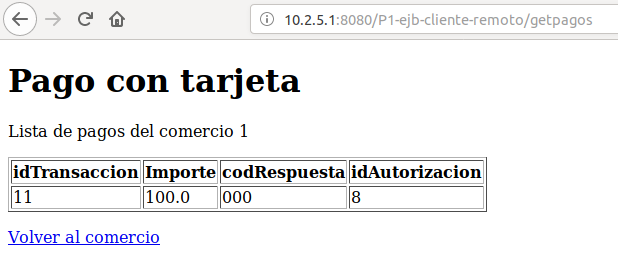 10.2.5.1:8080/P1-ejb-cliente-remoto/getpagos
Pago con tarjeta
Lista de pagos del comercio 1
idTransaccion Importe codRespuesta idAutorizacion
11 100.0 000 8
Volver al comercio